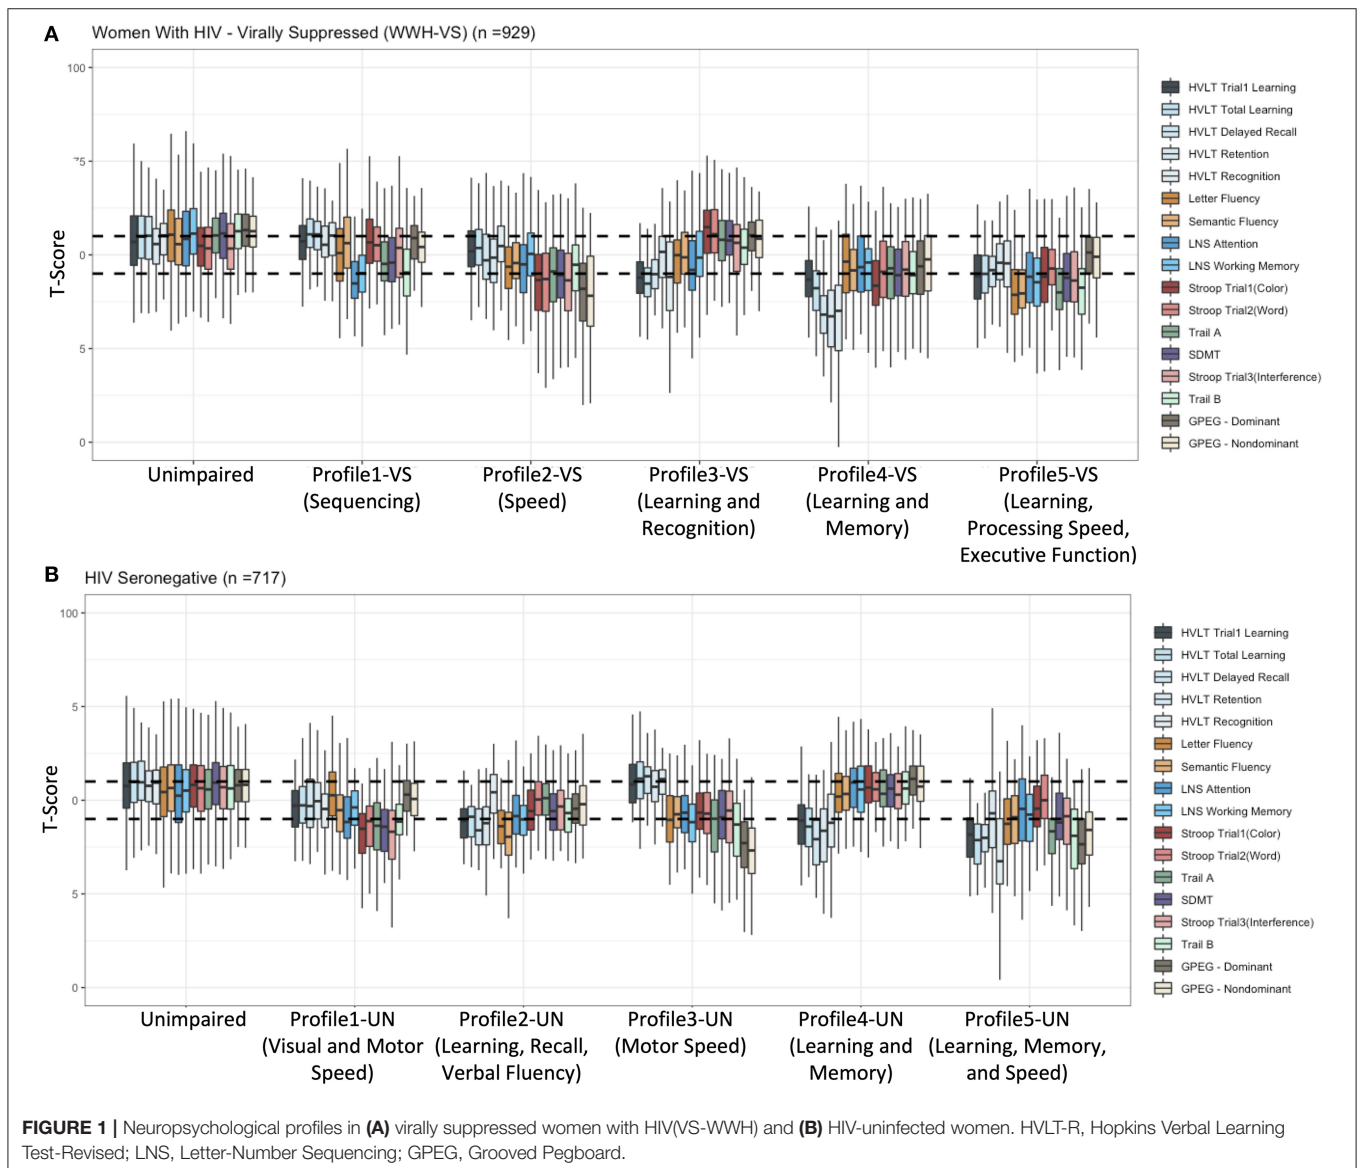 A
Women With HIV - Virally Suppressed (WWH-VS) (n =929)
100
75
0
5
0
T-Score
HVLT Trial1 Learning
HVLT Total Learning
HVLT Delayed Recall
HVLT Retention
HVLT Recognition
Letter Fluency
Semantic Fluency
LNS Attention
LNS Working Memory
Stroop Trial1(Color)
Stroop Trial2(Word)
Trail A
SDMT
Stroop Trial3(Interference)
Trail B
GPEG - Dominant
GPEG - Nondominant
Unimpaired
Profile1-VS
(Sequencing)
Profile2-VS
(Speed)
Profile3-VS
(Learning and
Recognition)
Profile4-VS
(Learning and
Memory)
Profile5-VS
(Learning,
Processing Speed,
Executive Function)
B
HIV Seronegative (n =717)
100
5
0
5
0
T-Score
HVLT Trial1 Learning
HVLT Total Learning
HVLT Delayed Recall
HVLT Retention
HVLT Recognition
Letter Fluency
Semantic Fluency
LNS Attention
LNS Working Memory
Stroop Trial1(Color)
Stroop Trial2(Word)
Trail A
SDMT
Stroop Trial3(Interference)
Trail B
GPEG - Dominant
GPEG - Nondominant
Unimpaired
Profile1-UN
(Visual and Motor
Speed)
Profile2-UN
(Learning, Recall,
Verbal Fluency)
Profile3-UN
(Motor Speed)
Profile4-UN
(Learning and
Memory)
Profile5-UN
(Learning, Memory,
and Speed)
FIGURE 1 | Neuropsychological profiles in (A) virally suppressed women with HIV(VS-WWH) and (B) HIV-uninfected women. HVLT-R, Hopkins Verbal Learning
Test-Revised; LNS, Letter-Number Sequencing; GPEG, Grooved Pegboard.